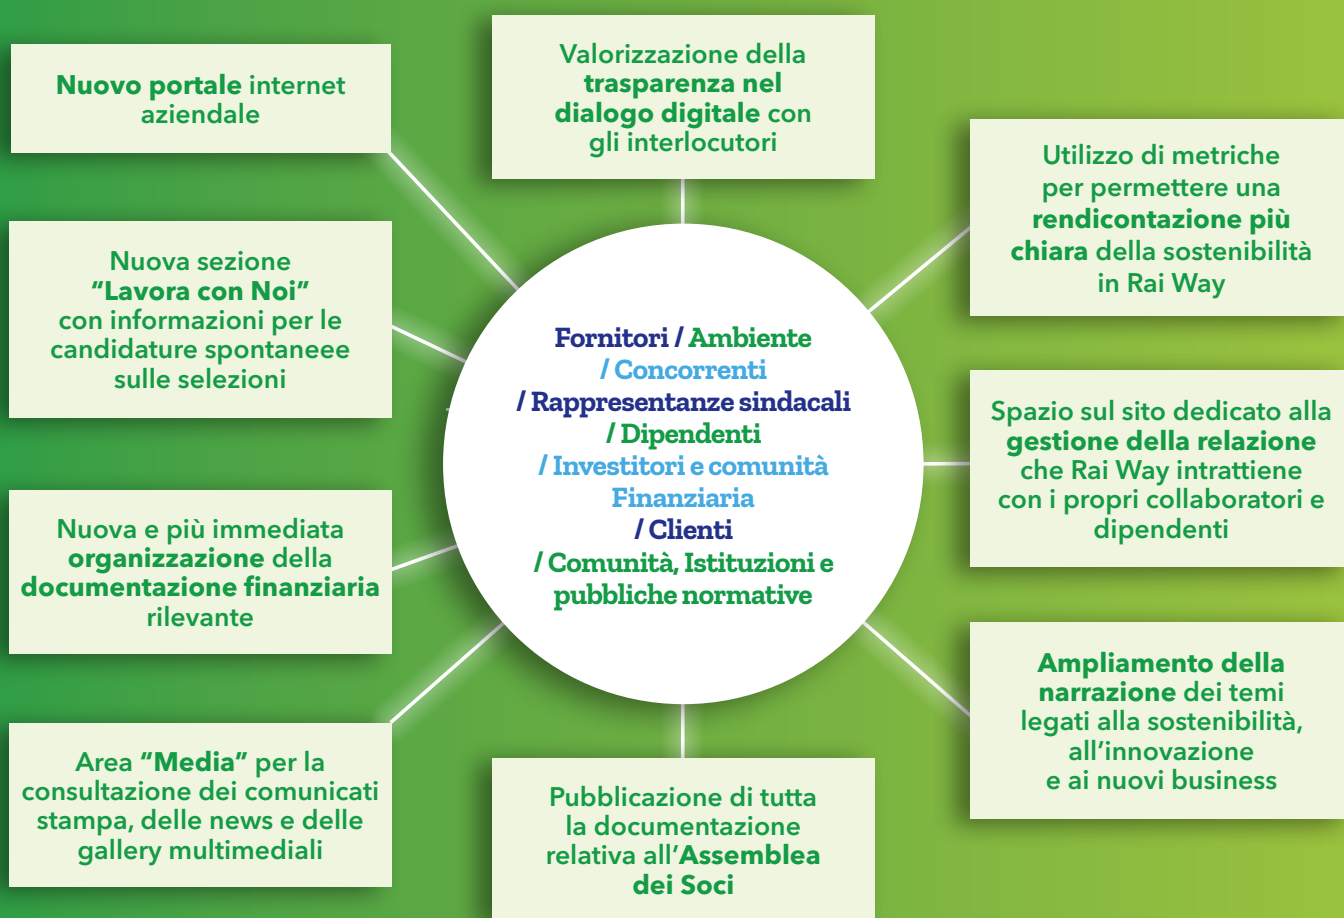 Nuovo portale internet
aziendale
Valorizzazione della
trasparenza nel
dialogo digitale con
gli interlocutori
Utilizzo di metriche
per permettere una
rendicontazione più
chiara della sostenibilità
in Rai Way
Nuova sezione
“Lavora con Noi”
con informazioni per le
candidature spontaneee
sulle selezioni
Fornitori / Ambiente
/ Concorrenti
/ Rappresentanze sindacali
/ Dipendenti
/ Investitori e comunità
Finanziaria
/ Clienti
/ Comunità, Istituzioni e
pubbliche normative
Spazio sul sito dedicato alla
gestione della relazione
che Rai Way intrattiene
con i propri collaboratori e
dipendenti
Nuova e più immediata
organizzazione della
documentazione finanziaria
rilevante
Ampliamento della
narrazione dei temi
legati alla sostenibilità,
all’innovazione
e ai nuovi business
Area “Media” per la
consultazione dei comunicati
stampa, delle news e delle
gallery multimediali
Pubblicazione di tutta
la documentazione
relativa all’Assemblea
dei Soci